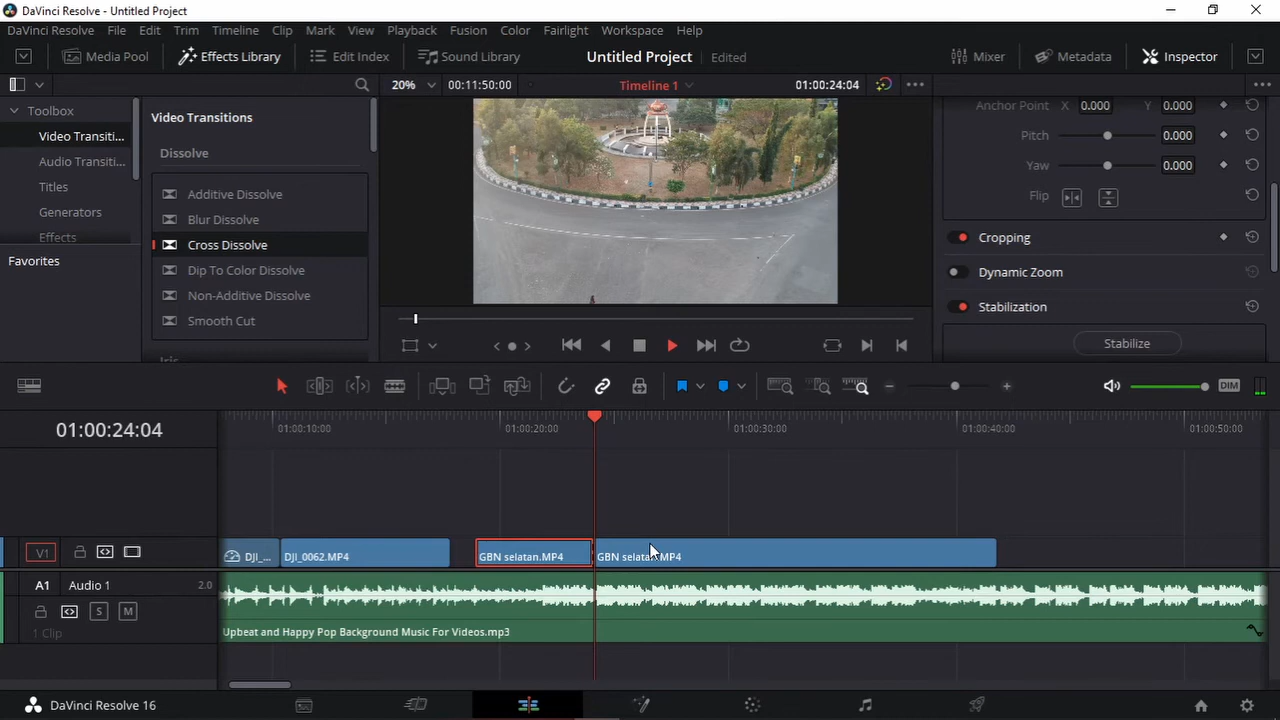 DaVinci Resolve - Untitled Project
DaVinci Resolve File Edit Trim Timeline Clip Mark View Playback Fusion Color Fairlight Workspace Help
Media Pool Effects Library Edit Index Sound Library Untitled Project Edited Mixer Metadata Inspector
20% 00:11:50:00 Timeline 1 01:00:24:04
Toolbox
Video Transiti...
Audio Transiti...
Titles
Generators
Effects
Favorites
Video Transitions
Dissolve
Additive Dissolve
Blur Dissolve
Cross Dissolve
Dip To Color Dissolve
Non-Additive Dissolve
Smooth Cut
Iris
Anchor Point X 0.000 Y 0.000
Pitch 0.000
Yaw 0.000
Flip
Cropping
Dynamic Zoom
Stabilization
Stabilize
DIM
01:00:24:04
01:00:10:00 01:00:20:00 01:00:30:00 01:00:40:00 01:00:50:00
V1
DJI_... DJI_0062.MP4 GBN selatan.MP4 GBN selatan.MP4
A1 Audio 1 2.0
S M
1 Clip
Upbeat and Happy Pop Background Music For Videos.mp3
DaVinci Resolve 16